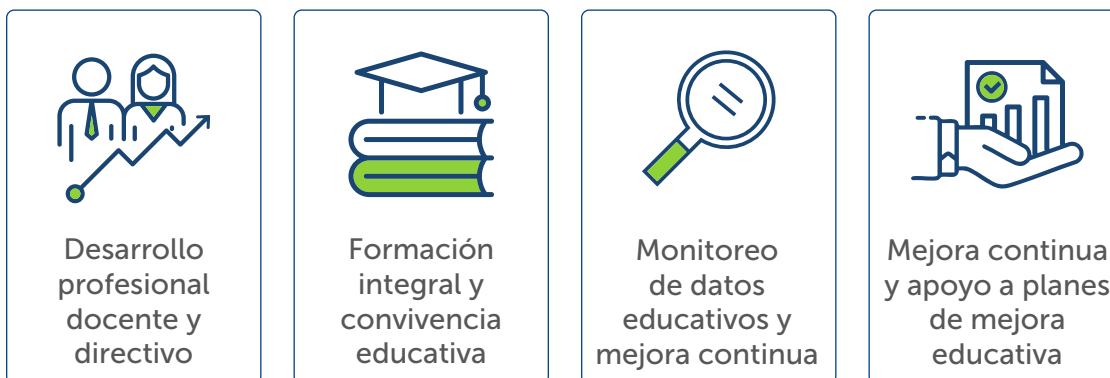 Desarrollo
profesional
docente y
directivo
Formación
integral y
convivencia
educativa
Monitoreo
de datos
educativos y
mejora continua
Mejora continua
y apoyo a planes
de mejora
educativa